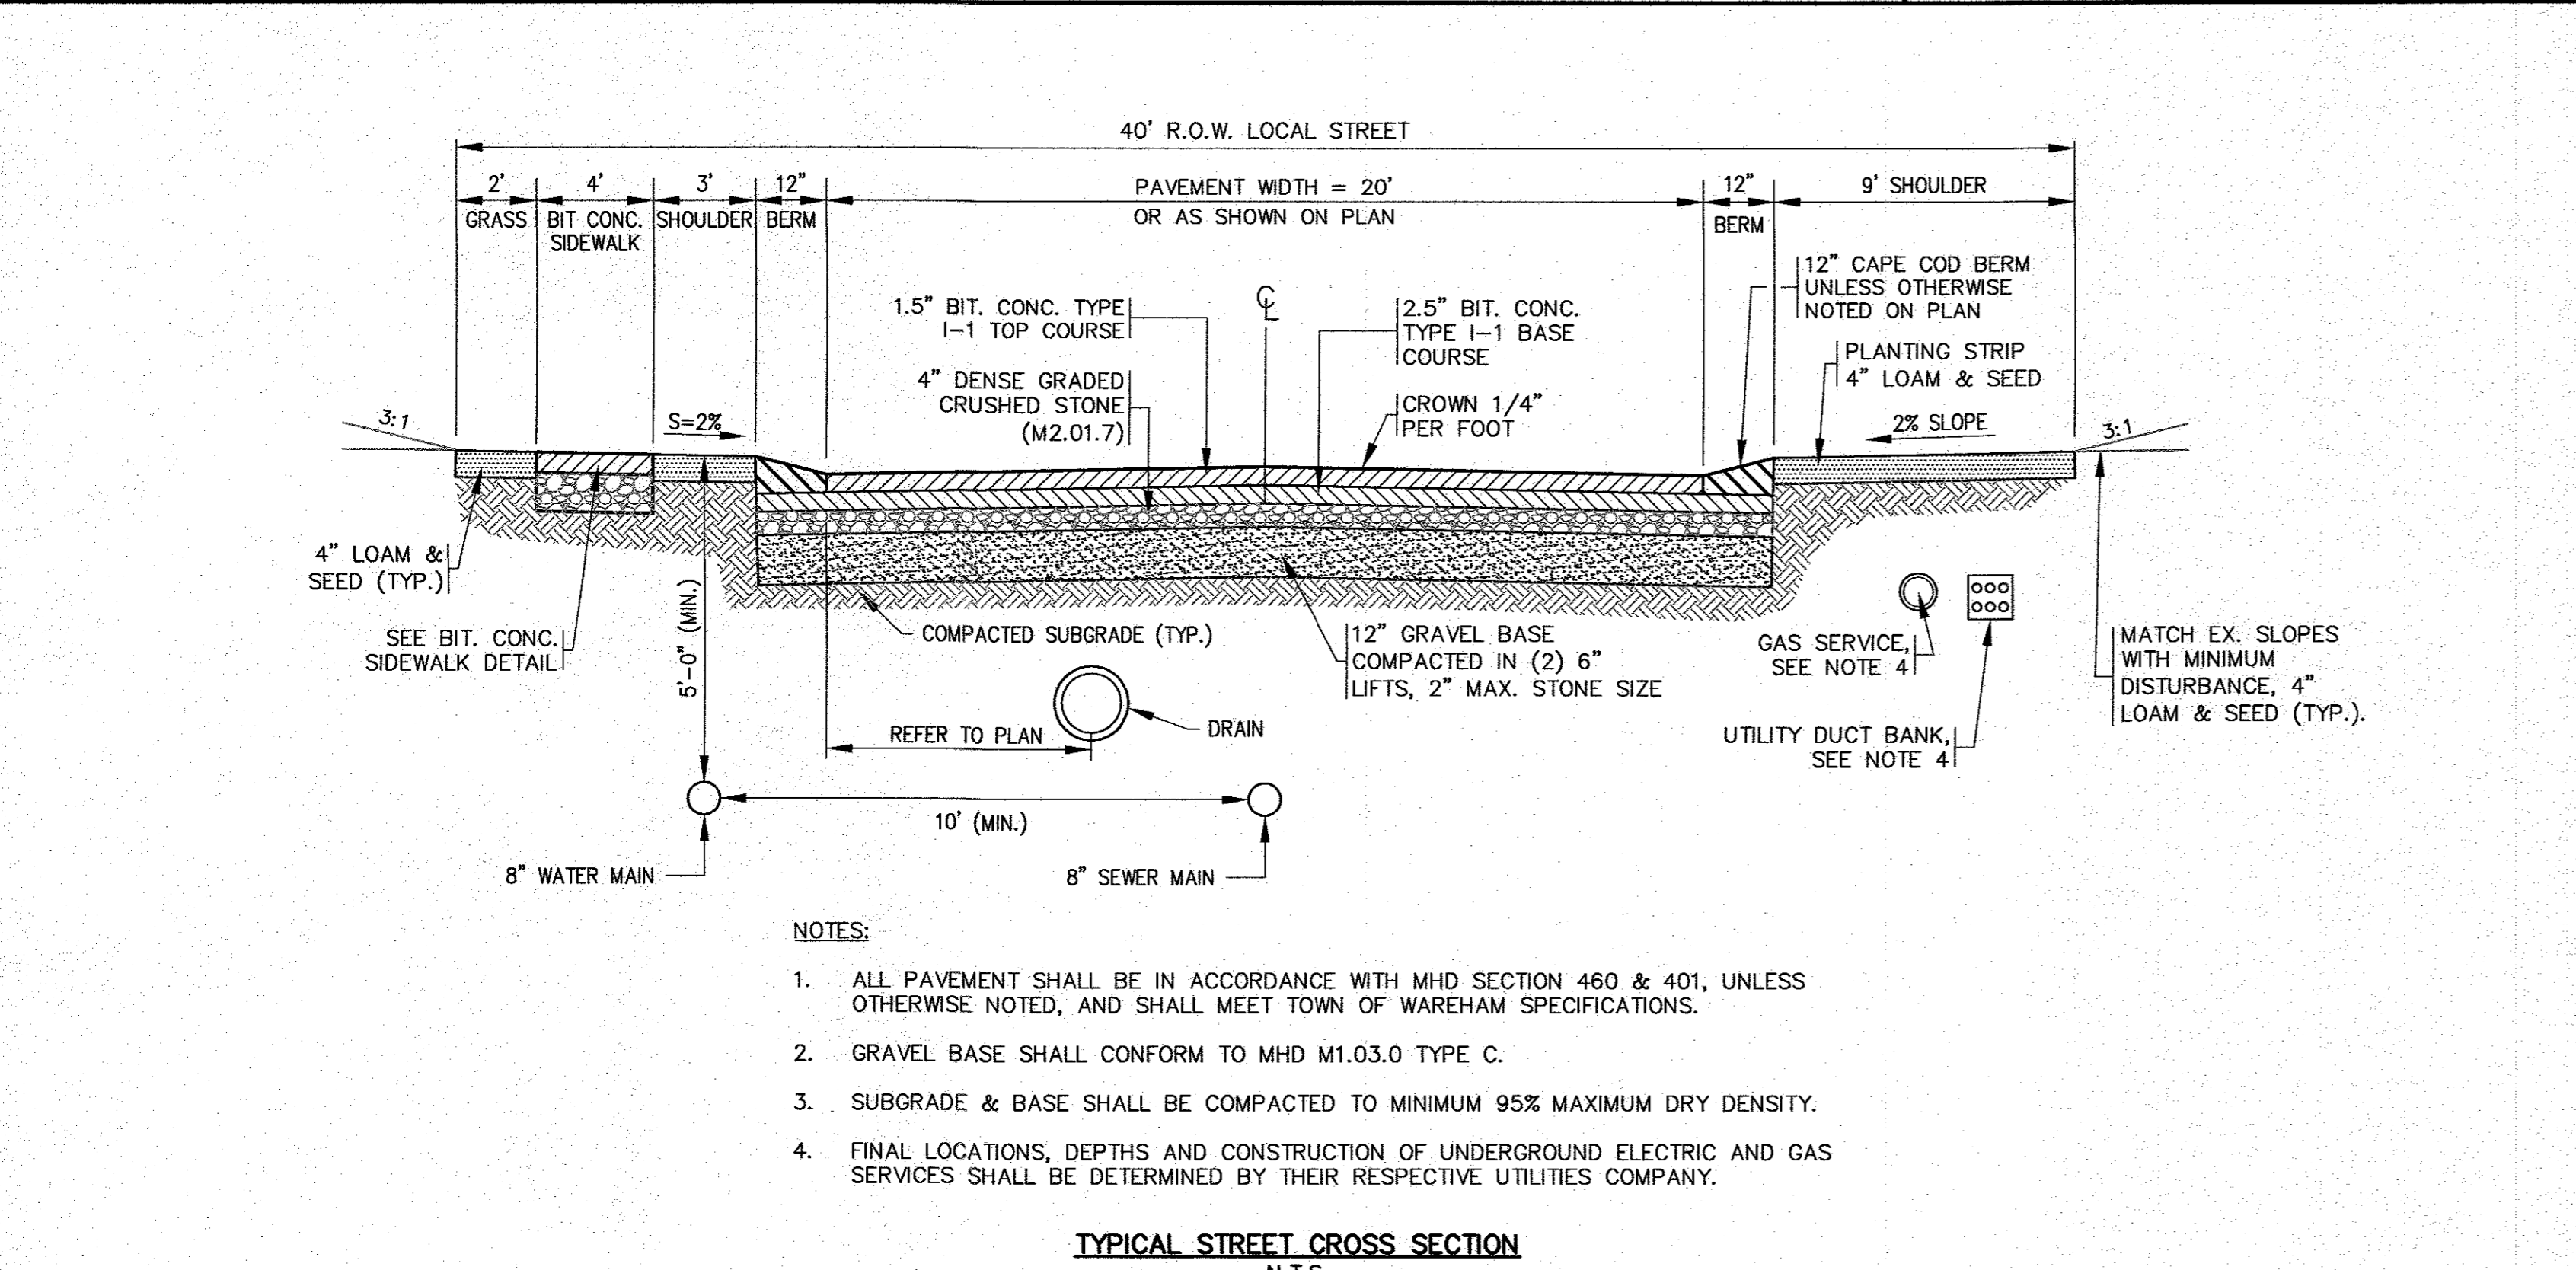 40' R.O.W. LOCAL STREET
2'
4'
3'
12"
PAVEMENT WIDTH = 20'
12"
9' SHOULDER
GRASS
BIT CONC.
SIDEWALK
SHOULDER
BERM
OR AS SHOWN ON PLAN
BERM
12" CAPE COD BERM
UNLESS OTHERWISE
NOTED ON PLAN
1.5" BIT. CONC. TYPE
I-1 TOP COURSE
℄
2.5" BIT. CONC.
TYPE I-1 BASE
COURSE
PLANTING STRIP
4" LOAM & SEED
4" DENSE GRADED
CRUSHED STONE
(M2.01.7)
CROWN 1/4"
PER FOOT
3:1
S=2%
2% SLOPE
3:1
4" LOAM &
SEED (TYP.)
SEE BIT. CONC.
SIDEWALK DETAIL
5'-0" (MIN.)
COMPACTED SUBGRADE (TYP.)
12" GRAVEL BASE
COMPACTED IN (2) 6"
LIFTS, 2" MAX. STONE SIZE
GAS SERVICE,
SEE NOTE 4
MATCH EX. SLOPES
WITH MINIMUM
DISTURBANCE, 4"
LOAM & SEED (TYP.).
REFER TO PLAN
DRAIN
UTILITY DUCT BANK,
SEE NOTE 4
10' (MIN.)
8" WATER MAIN
8" SEWER MAIN
NOTES:
1. ALL PAVEMENT SHALL BE IN ACCORDANCE WITH MHD SECTION 460 & 401, UNLESS
OTHERWISE NOTED, AND SHALL MEET TOWN OF WAREHAM SPECIFICATIONS.
2. GRAVEL BASE SHALL CONFORM TO MHD M1.03.0 TYPE C.
3. SUBGRADE & BASE SHALL BE COMPACTED TO MINIMUM 95% MAXIMUM DRY DENSITY.
4. FINAL LOCATIONS, DEPTHS AND CONSTRUCTION OF UNDERGROUND ELECTRIC AND GAS
SERVICES SHALL BE DETERMINED BY THEIR RESPECTIVE UTILITIES COMPANY.
TYPICAL STREET CROSS SECTION
N.T.S.